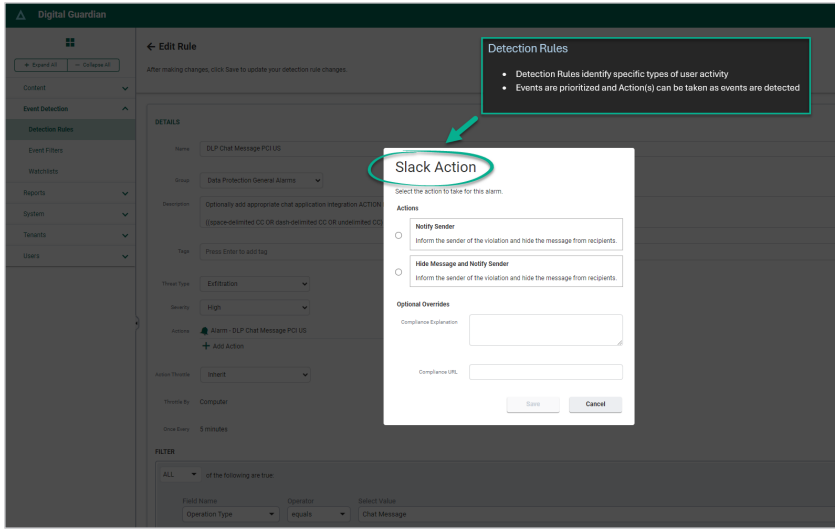 Digital Guardian
+ Expand All
− Collapse All
Content
Event Detection
Detection Rules
Event Filters
Watchlists
Reports
System
Tenants
Users
← Edit Rule
After making changes, click Save to update your detection rule changes.
Detection Rules
• Detection Rules identify specific types of user activity
• Events are prioritized and Action(s) can be taken as events are detected
DETAILS
Name
DLP Chat Message PCI US
Group
Data Protection General Alarms
Description
Optionally add appropriate chat application integration ACTION
((space-delimited CC OR dash-delimited CC OR undelimited CC)
Tags
Press Enter to add tag
Threat Type
Exfiltration
Severity
High
Actions
Alarm - DLP Chat Message PCI US
+ Add Action
Action Throttle
Inherit
Throttle By
Computer
Once Every
5 minutes
FILTER
ALL
of the following are true
Field Name
Operator
Select Value
Operation Type
equals
Chat Message
Slack Action
Select the action to take for this alarm.
Actions
Notify Sender
Inform the sender of the violation and hide the message from recipients.
Hide Message and Notify Sender
Inform the sender of the violation and hide the message from recipients.
Optional Overrides
Compliance Explanation
Compliance URL
Save
Cancel